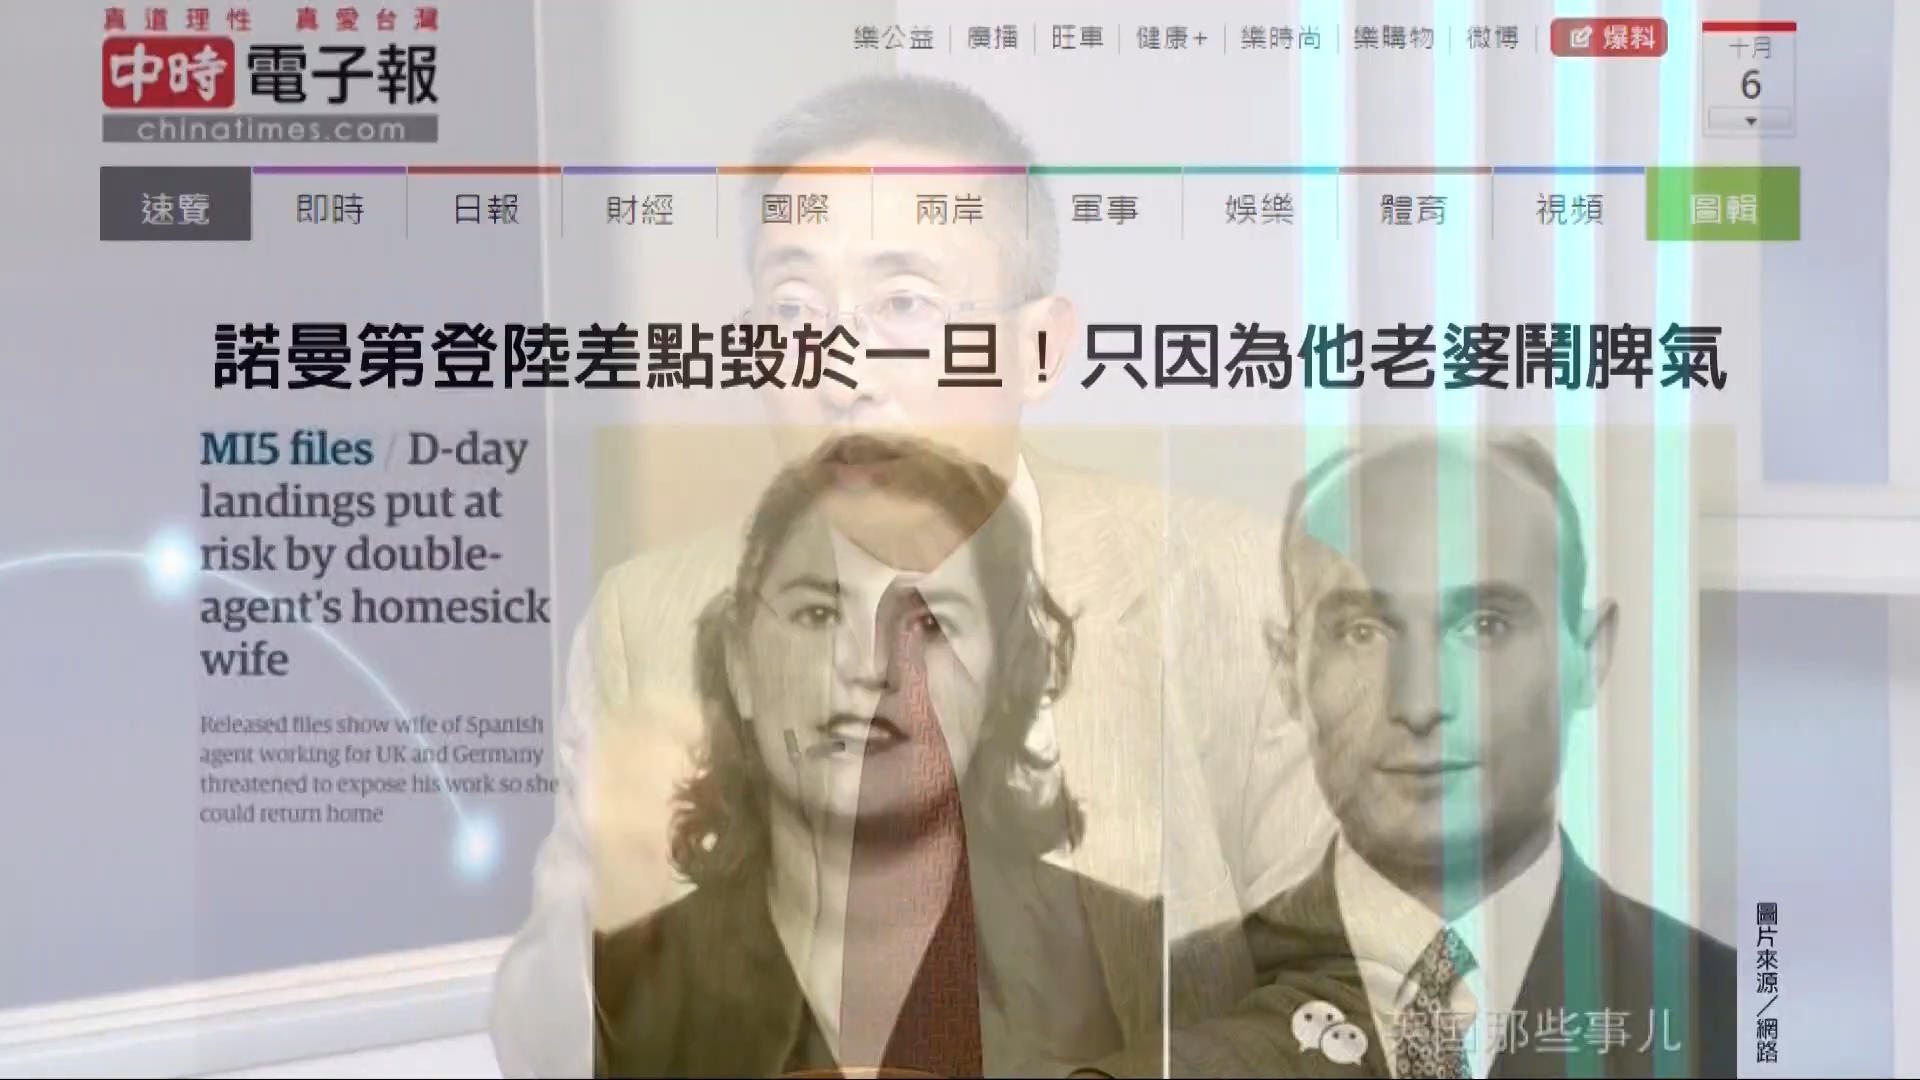 真道理性 真愛台灣
中時電子報
chinatimes.com
樂公益 廣播 旺車 健康+ 樂時尚 樂購物 微博 爆料
十月
6
速覽 即時 日報 財經 國際 兩岸 軍事 娛樂 體育 視頻 圖輯
諾曼第登陸差點毀於一旦！只因為他老婆鬧脾氣
MI5 files / D-day
landings put at
risk by double-
agent's homesick
wife
Released files show wife of Spanish
agent working for UK and Germany
threatened to expose his work so she
could return home
英国那些事儿
圖片來源／網路